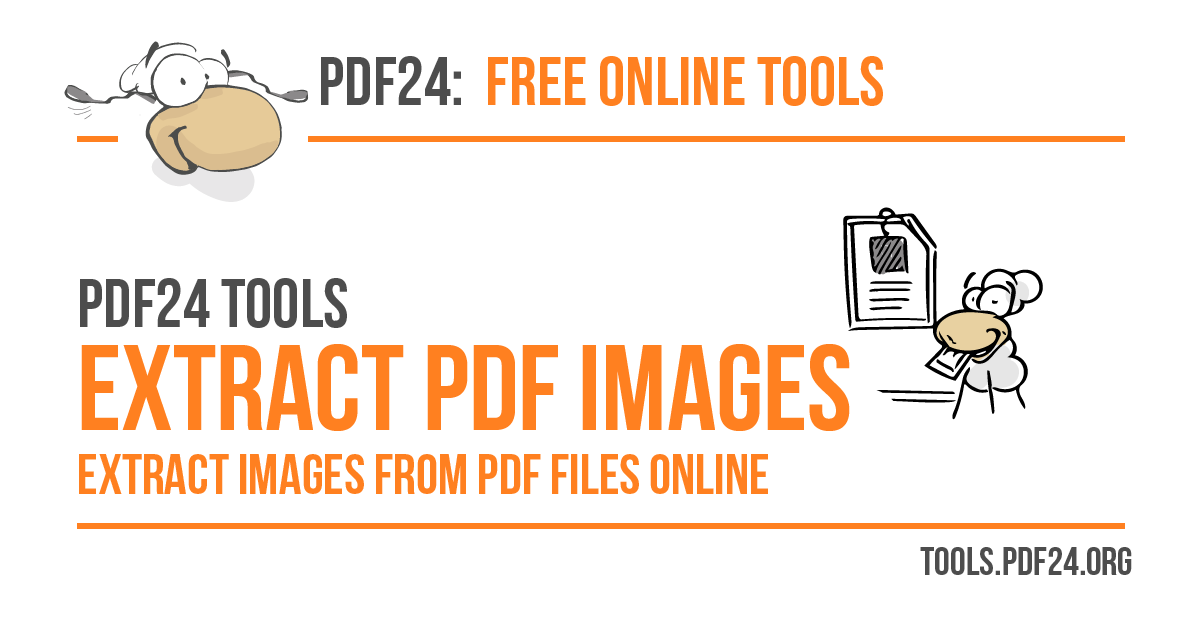 PDF24: FREE ONLINE TOOLS
PDF24 TOOLS
EXTRACT PDF IMAGES
EXTRACT IMAGES FROM PDF FILES ONLINE
TOOLS.PDF24.ORG